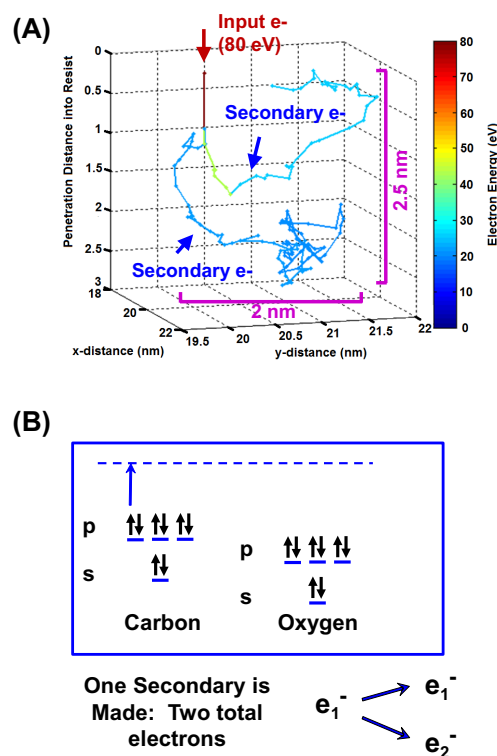 (A)
Input e-
(80 eV)
Secondary e-
Secondary e-
2.5 nm
2 nm
Penetration Distance into Resist
0
0.5
1
1.5
2
2.5
3
18
20
22
x-distance (nm)
19.5
20
20.5
21
21.5
22
y-distance (nm)
80
70
60
50
40
30
20
10
0
Electron Energy (eV)
(B)
p
s
Carbon
p
s
Oxygen
One Secondary is
Made: Two total
electrons
e₁⁻
e₁⁻
e₂⁻